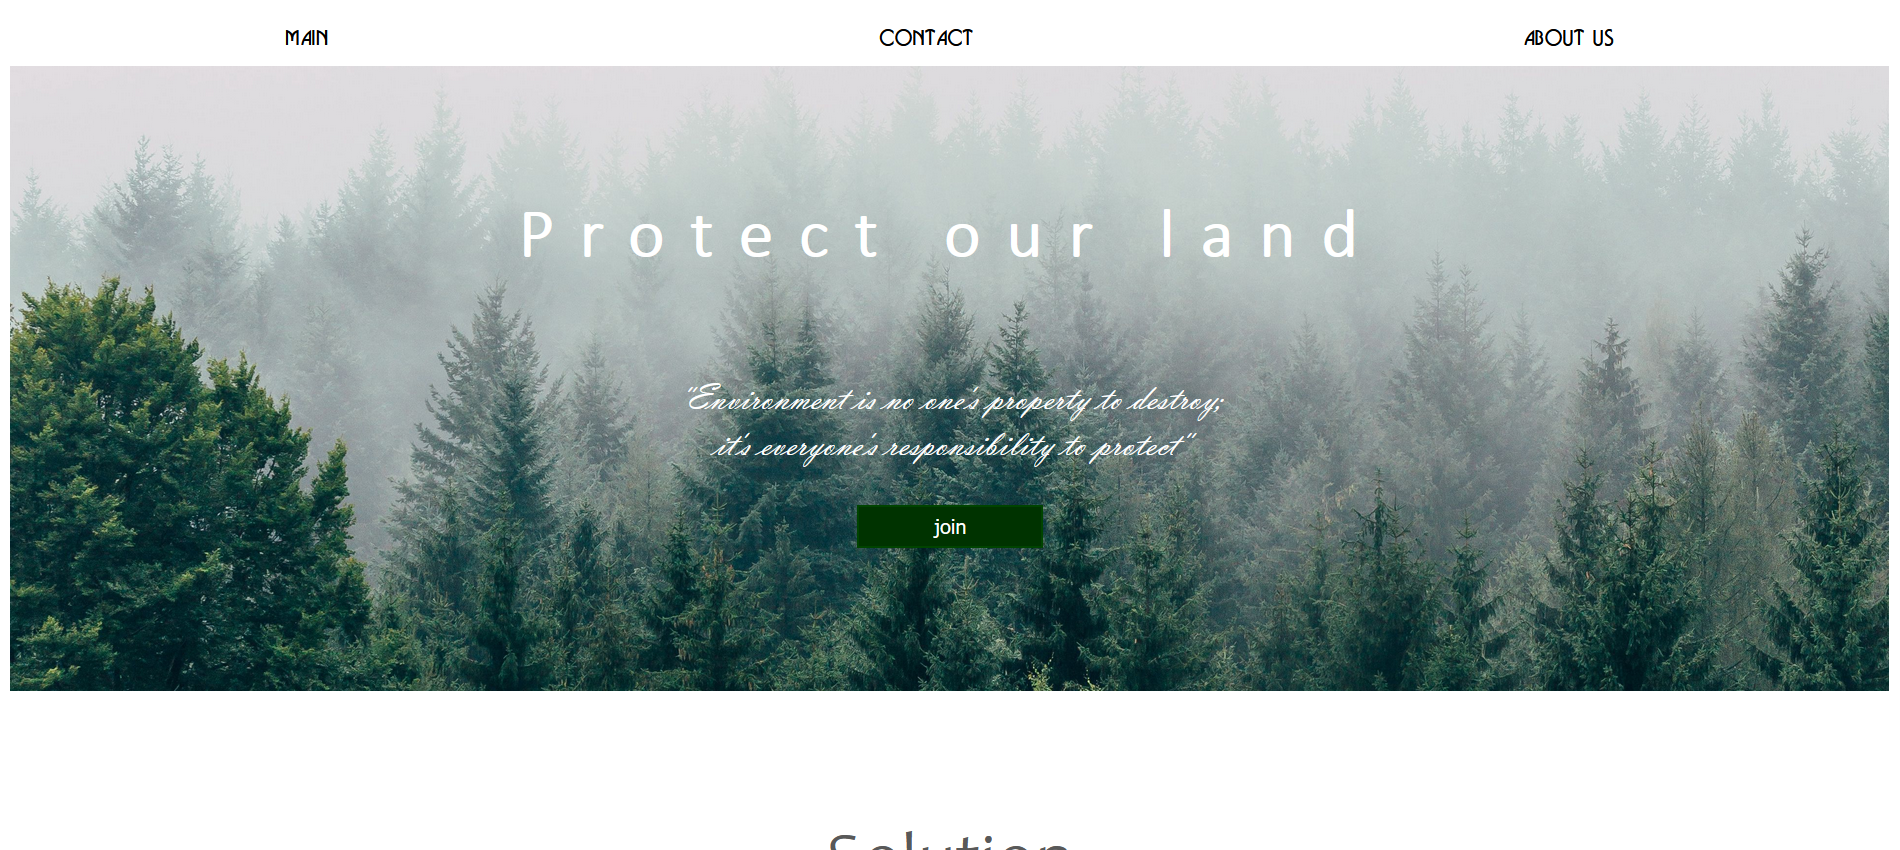 MAIN CONTACT ABOUT US
Protect our land
"Environment is no one's property to destroy;
it's everyone's responsibility to protect"
join
Solution